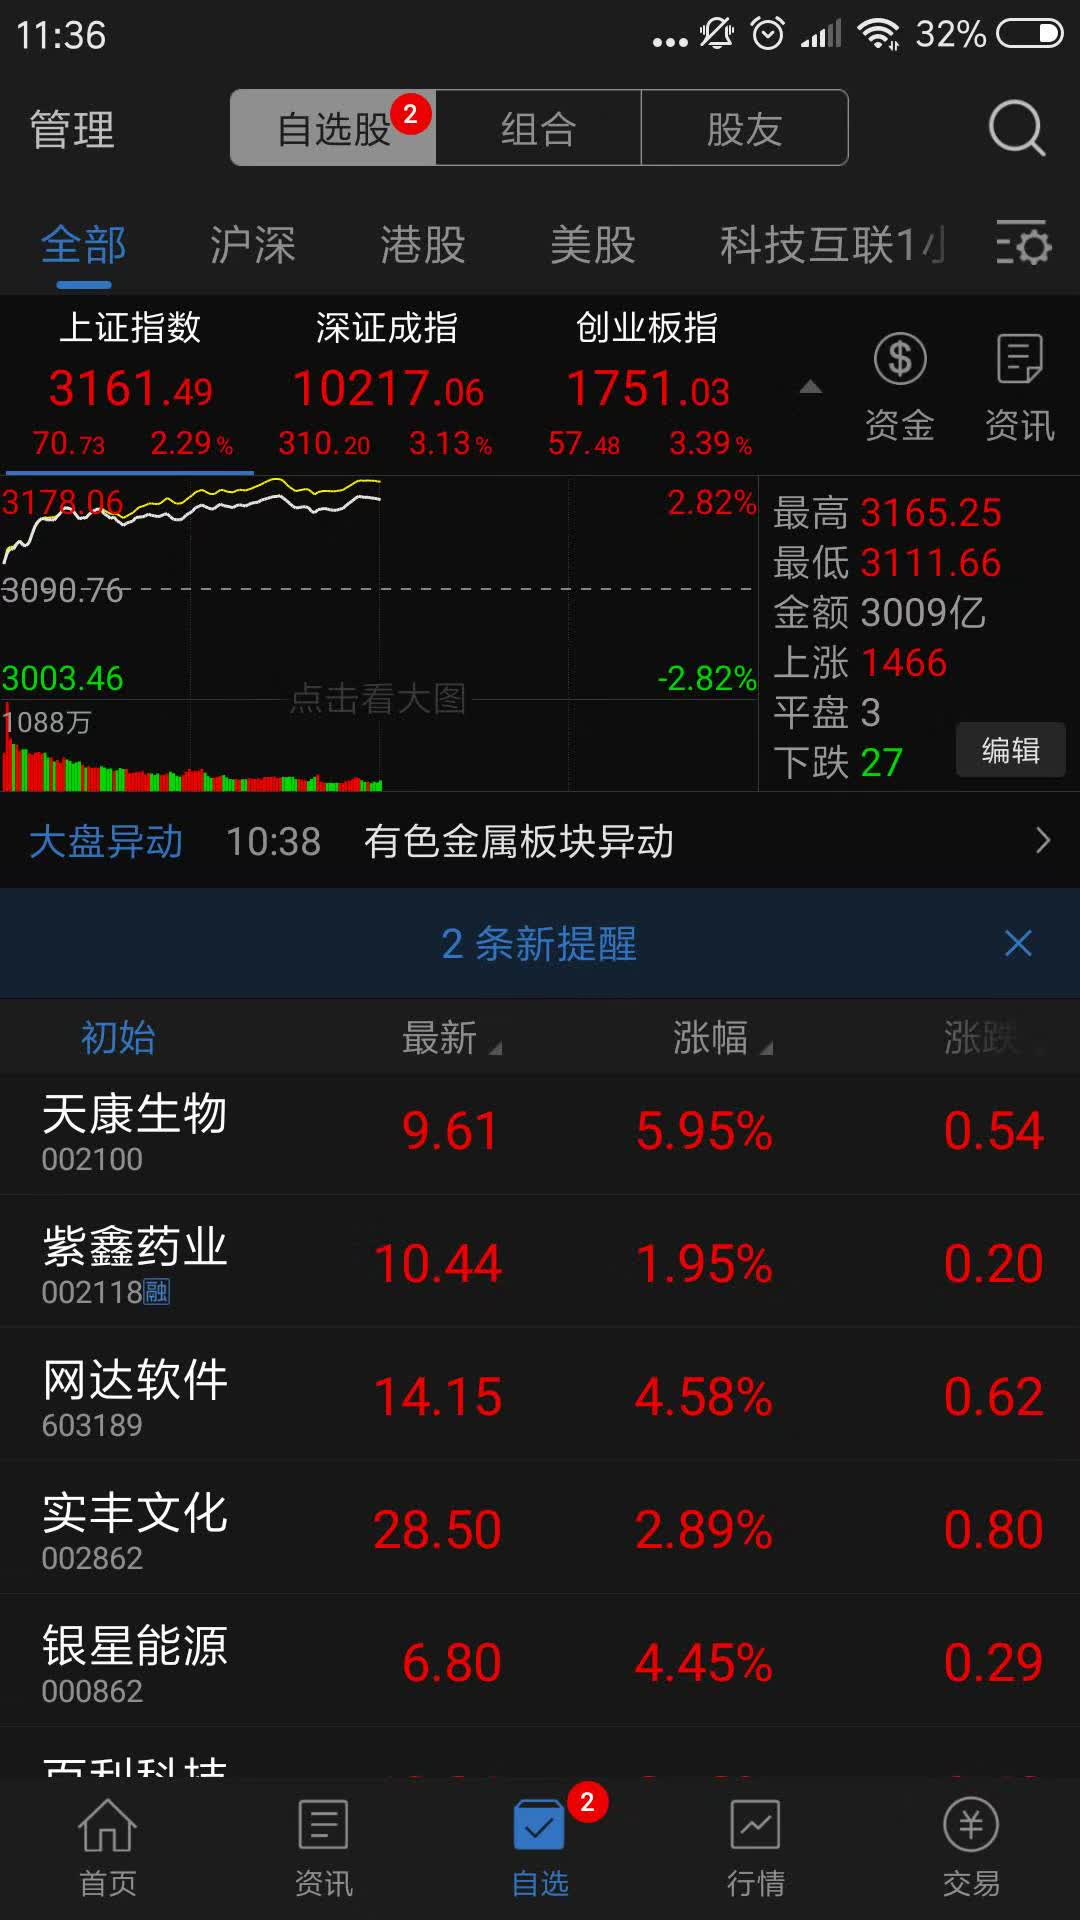 11:36 ... 32%
管理 自选股 2 组合 股友
全部 沪深 港股 美股 科技互联1
上证指数 深证成指 创业板指
3161.49 10217.06 1751.03
70.73 2.29% 310.20 3.13% 57.48 3.39%
资金 资讯
3178.06 2.82%
3090.76
3003.46 -2.82%
点击看大图
1088万
最高 3165.25
最低 3111.66
金额 3009亿
上涨 1466
平盘 3
下跌 27
编辑
大盘异动 10:38 有色金属板块异动
2 条新提醒
初始 最新 涨幅 涨跌
天康生物 9.61 5.95% 0.54
002100
紫鑫药业 10.44 1.95% 0.20
002118融
网达软件 14.15 4.58% 0.62
603189
实丰文化 28.50 2.89% 0.80
002862
银星能源 6.80 4.45% 0.29
000862
百利科技
2
首页 资讯 自选 行情 交易